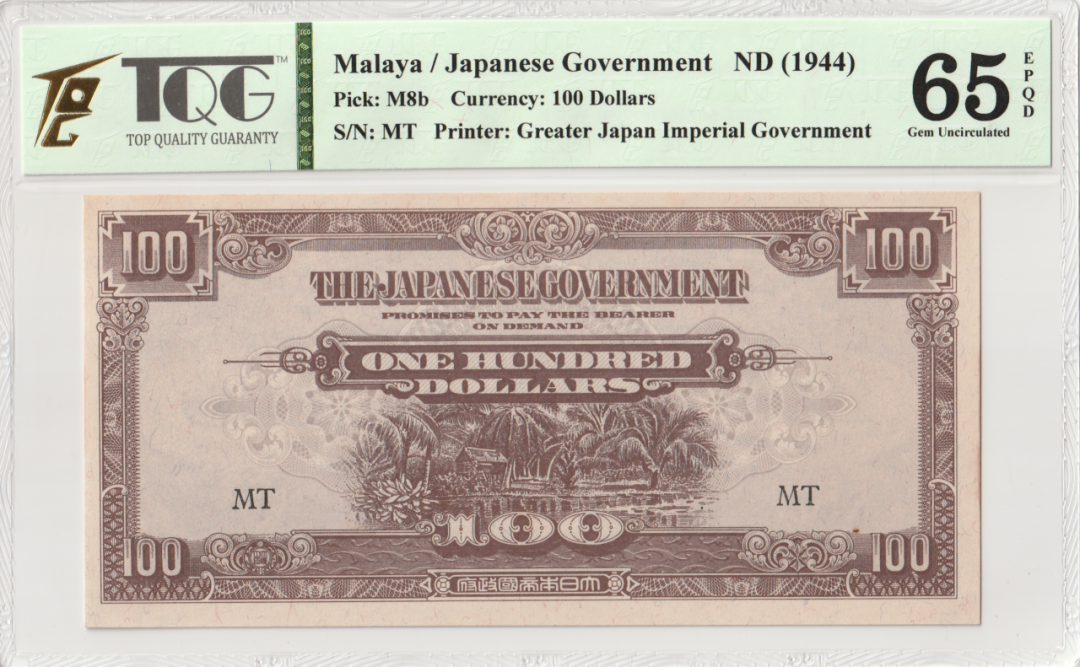 TQG™
TOP QUALITY GUARANTY
Malaya / Japanese Government ND (1944)
Pick: M8b Currency: 100 Dollars
S/N: MT Printer: Greater Japan Imperial Government
65
EPQD
Gem Uncirculated
100
100
THE JAPANESE GOVERNMENT
PROMISES TO PAY THE BEARER
ON DEMAND
ONE HUNDRED
DOLLARS
MT
MT
100
100
100
府政國帝本日大